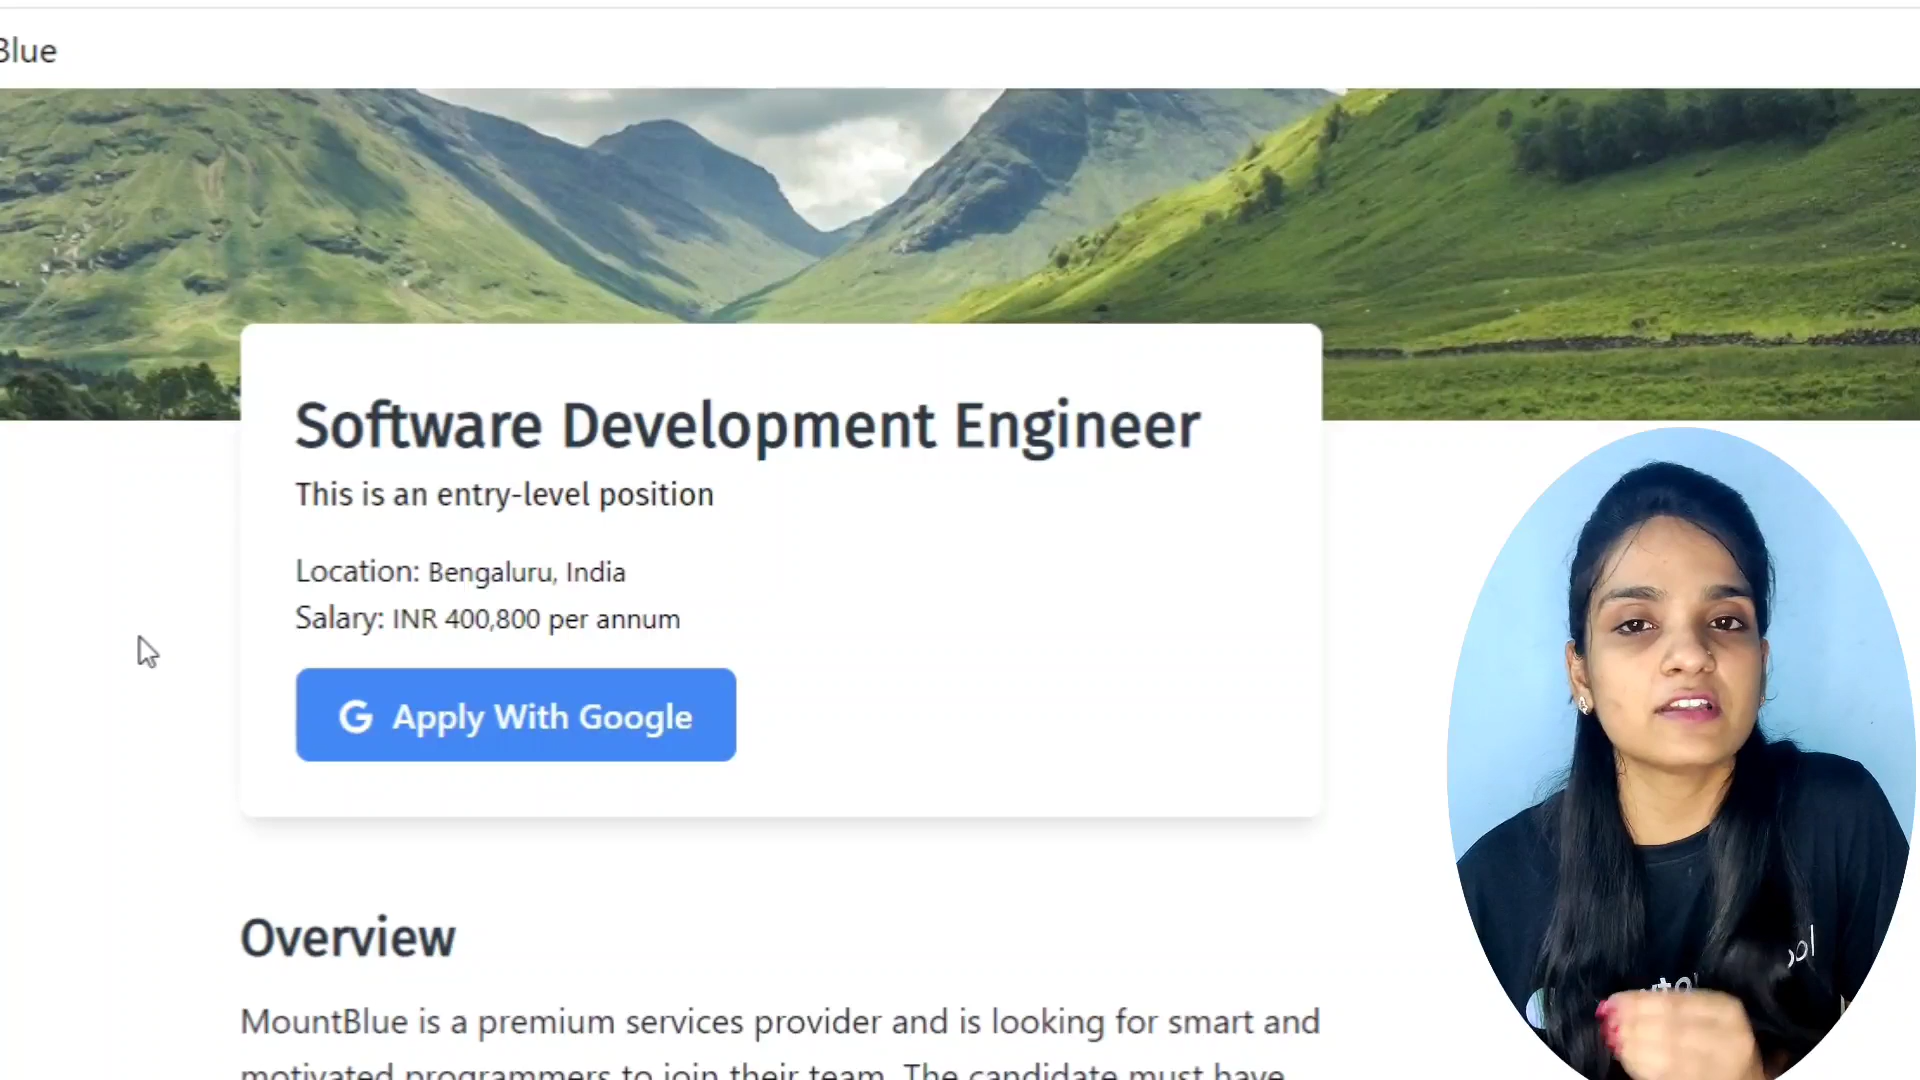 Blue
Software Development Engineer
This is an entry-level position
Location: Bengaluru, India
Salary: INR 400,800 per annum
G Apply With Google
Overview
MountBlue is a premium services provider and is looking for smart and
motivated programmers to join their team. The candidate must have